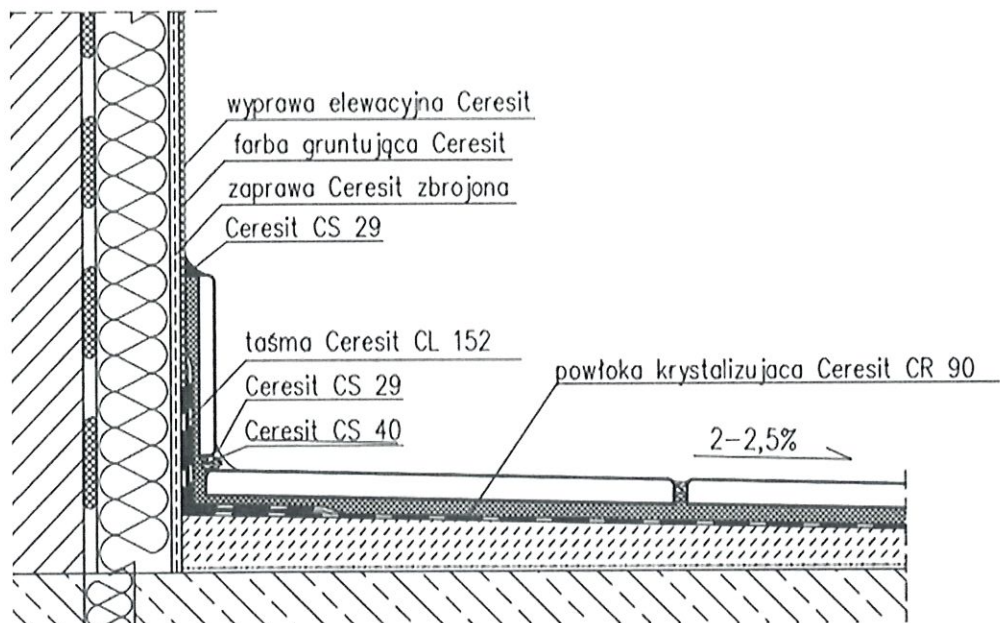 wyprawa elewacyjna Ceresit
farba gruntująca Ceresit
zaprawa Ceresit zbrojona
Ceresit CS 29
taśma Ceresit CL 152
Ceresit CS 29
Ceresit CS 40
powłoka krystalizujaca Ceresit CR 90
2-2,5%